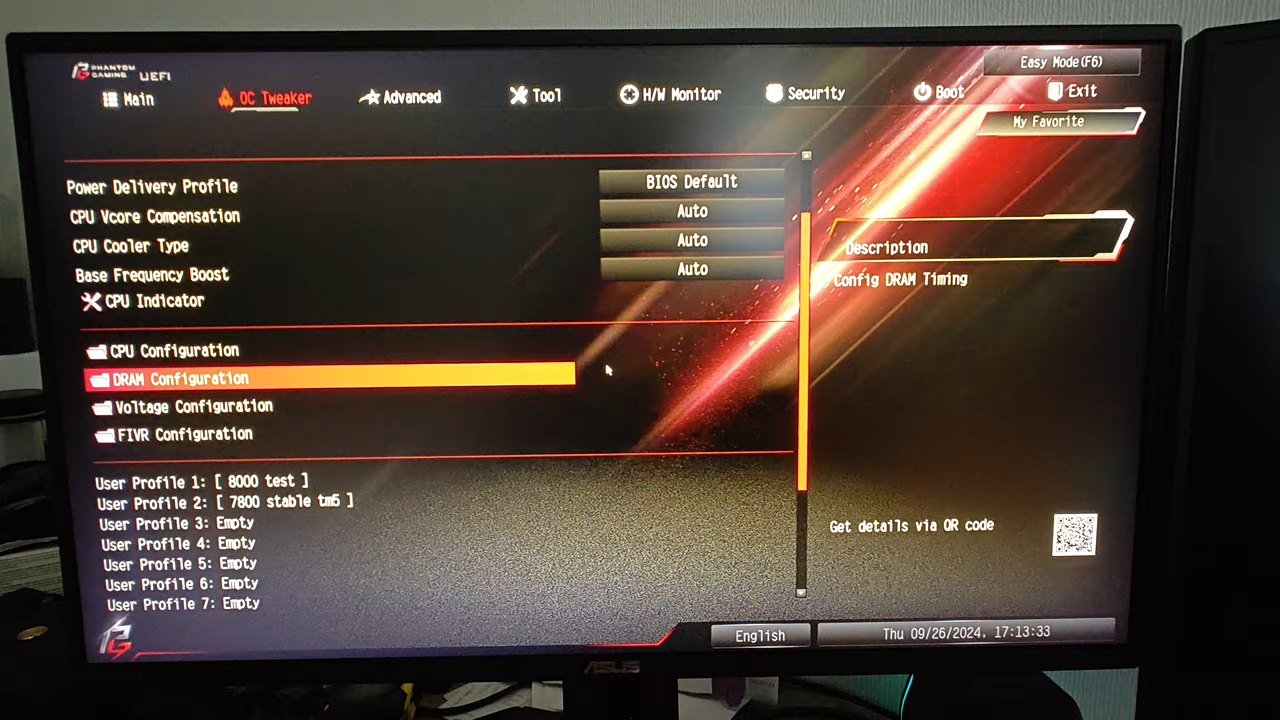 PHANTOM
GAMING UEFI
Easy Mode(F6)
Main OC Tweaker Advanced Tool H/W Monitor Security Boot Exit
My Favorite
Power Delivery Profile BIOS Default
CPU Vcore Compensation Auto
CPU Cooler Type Auto
Base Frequency Boost Auto
CPU Indicator
Description
Config DRAM Timing
CPU Configuration
DRAM Configuration
Voltage Configuration
FIVR Configuration
User Profile 1: [ 8000 test ]
User Profile 2: [ 7800 stable tm5 ]
User Profile 3: Empty
User Profile 4: Empty
User Profile 5: Empty
User Profile 6: Empty
User Profile 7: Empty
Get details via QR code
English Thu 09/26/2024, 17:13:33
ASUS